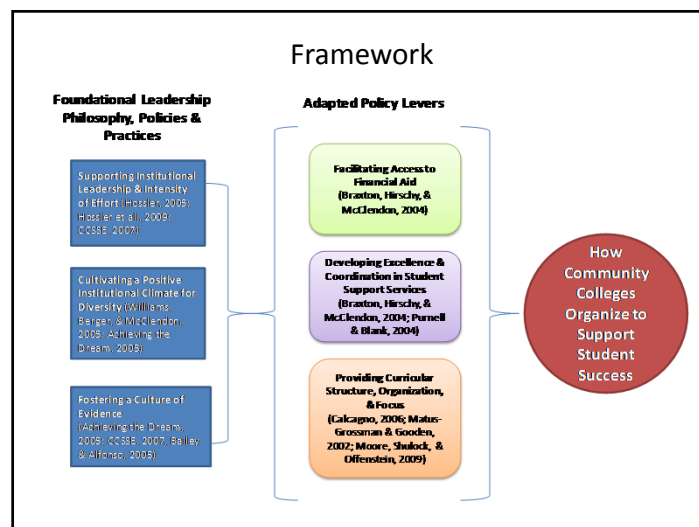 Framework
Foundational Leadership
Philosophy, Policies &
Practices
Supporting Institutional
Leadership & Intensity
of Effort (Hossler, 2005;
Hossler et al., 2009;
CCSSE, 2007)
Cultivating a Positive
Institutional Climate for
Diversity (Williams,
Berger, & McClendon,
2005; Achieving the
Dream, 2005)
Fostering a Culture of
Evidence
(Achieving the Dream,
2005; CCSSE, 2007, Bailey
& Alfonso, 2005)
Adapted Policy Levers
Facilitating Access to
Financial Aid
(Braxton, Hirschy, &
McClendon, 2004)
Developing Excellence &
Coordination in Student
Support Services
(Braxton, Hirschy, &
McClendon, 2004; Purnell
& Blank, 2004)
Providing Curricular
Structure, Organization,
& Focus
(Calcagno, 2006; Matus-
Grossman & Gooden,
2002; Moore, Shulock, &
Offenstein, 2009)
How
Community
Colleges
Organize to
Support
Student
Success